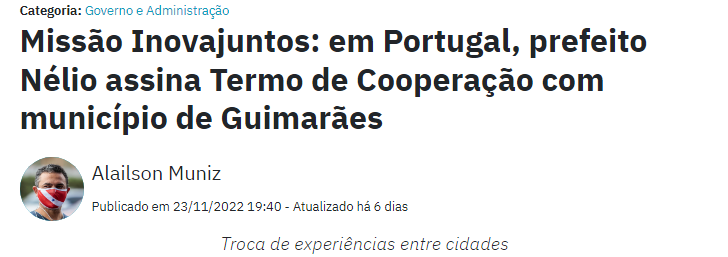 Categoria: Governo e Administração
Missão Inovajuntos: em Portugal, prefeito
Nélio assina Termo de Cooperação com
município de Guimarães
Alailson Muniz
Publicado em 23/11/2022 19:40 - Atualizado há 6 dias
Troca de experiências entre cidades